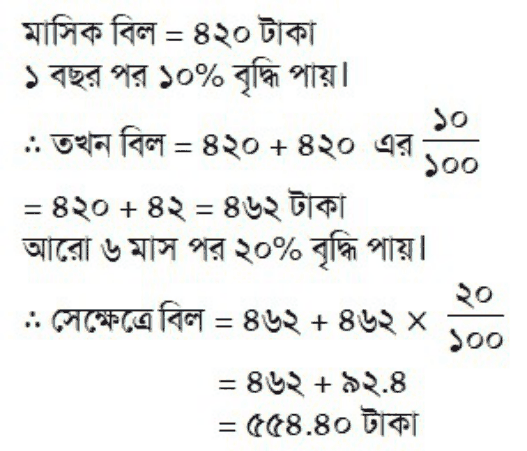 মাসিক বিল = ৪২০ টাকা
১ বছর পর ১০% বৃদ্ধি পায়।
∴ তখন বিল = ৪২০ + ৪২০ এর ১০/১০০
= ৪২০ + ৪২ = ৪৬২ টাকা
আরো ৬ মাস পর ২০% বৃদ্ধি পায়।
∴ সেক্ষেত্রে বিল = ৪৬২ + ৪৬২ × ২০/১০০
= ৪৬২ + ৯২.৪
= ৫৫৪.৪০ টাকা